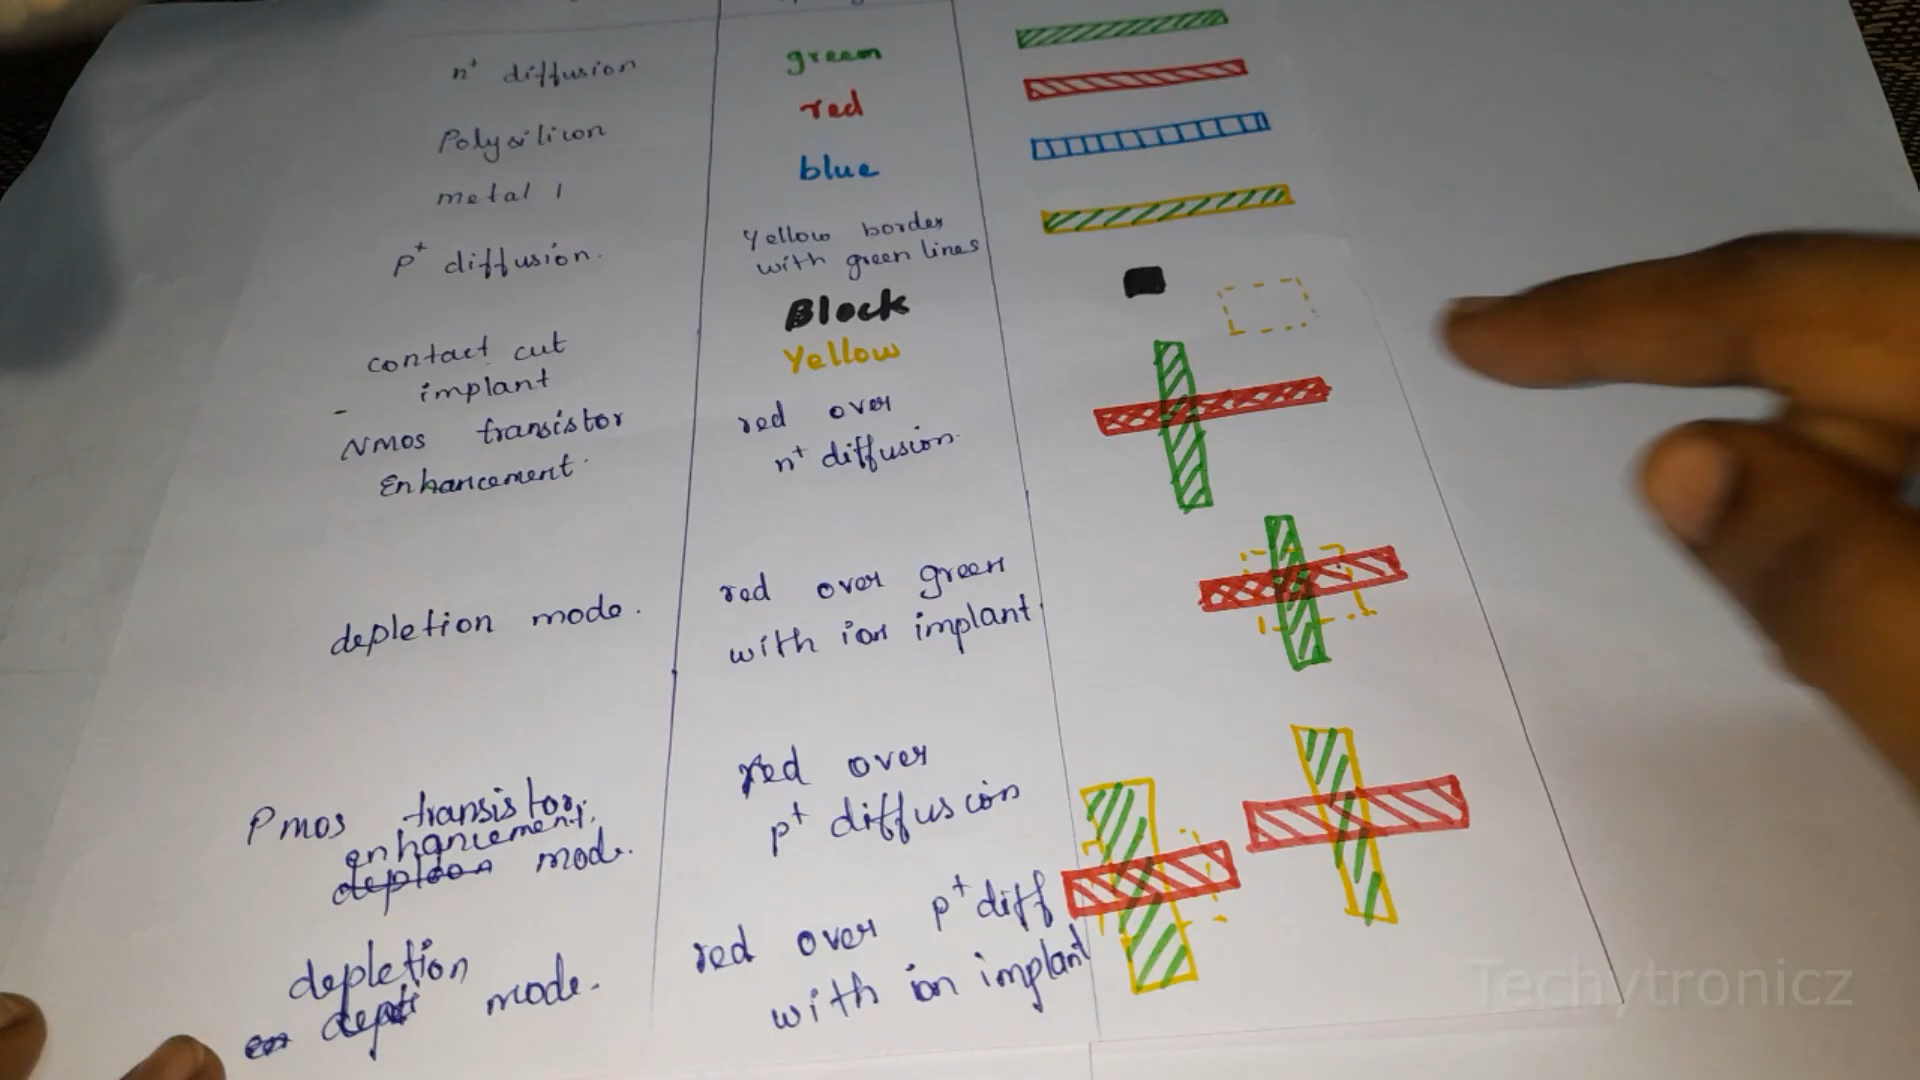 n+ diffusion
green
Polysilicon
red
metal 1
blue
p+ diffusion.
Yellow border
with green lines
contact cut
Block
implant
Yellow
NMOS transistor
Enhancement.
red over
n+ diffusion.
depletion mode.
red over green
with ion implant
Pmos transistor,
enhancement,
mode.
red over
p+ diffusion
depletion
mode.
red over p+ diff
with ion implant
Techytronicz